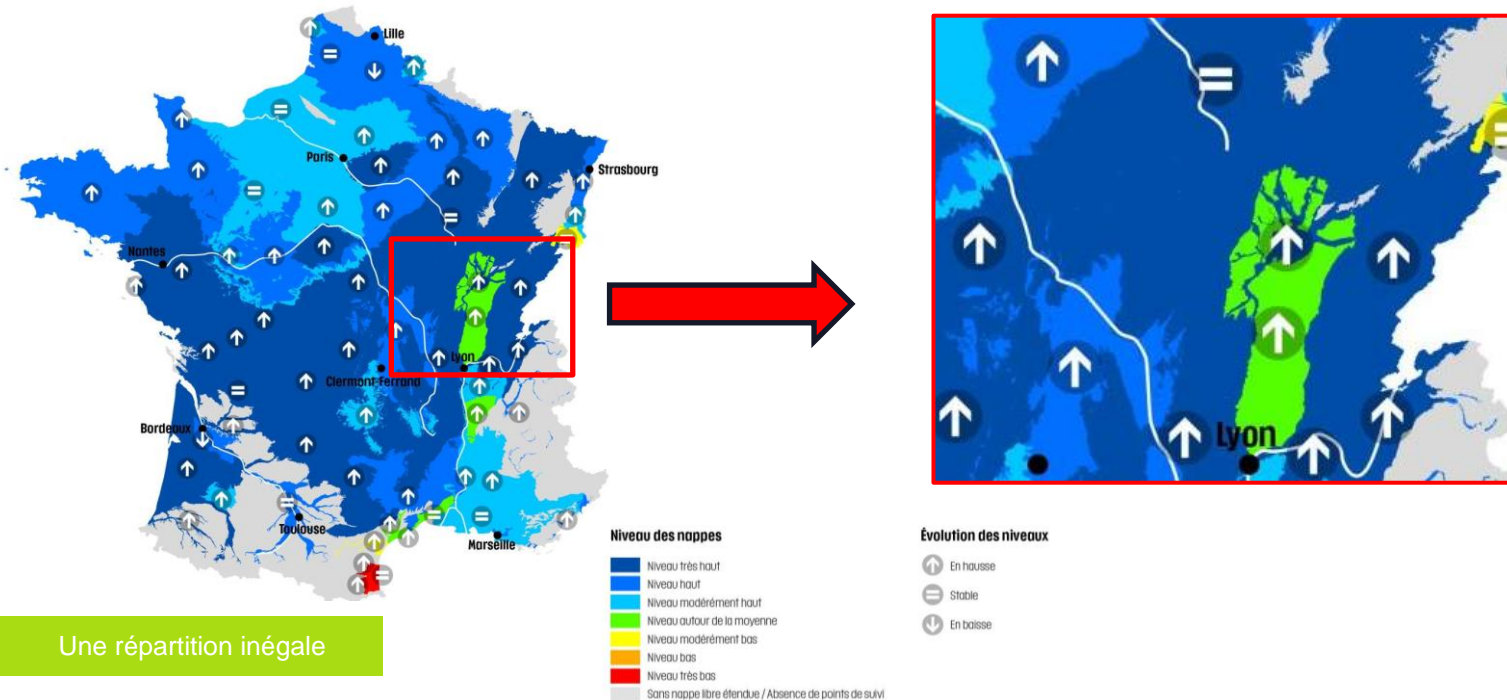 Lille
Paris
Strasbourg
Nantes
Lyon
Clermont-Ferrand
Bordeaux
Toulouse
Marseille
Lyon
Niveau des nappes
Niveau très haut
Niveau haut
Niveau modérément haut
Niveau autour de la moyenne
Niveau modérément bas
Niveau bas
Niveau très bas
Sans nappe libre étendue / Absence de points de suivi
Évolution des niveaux
En hausse
Stable
En baisse
Une répartition inégale